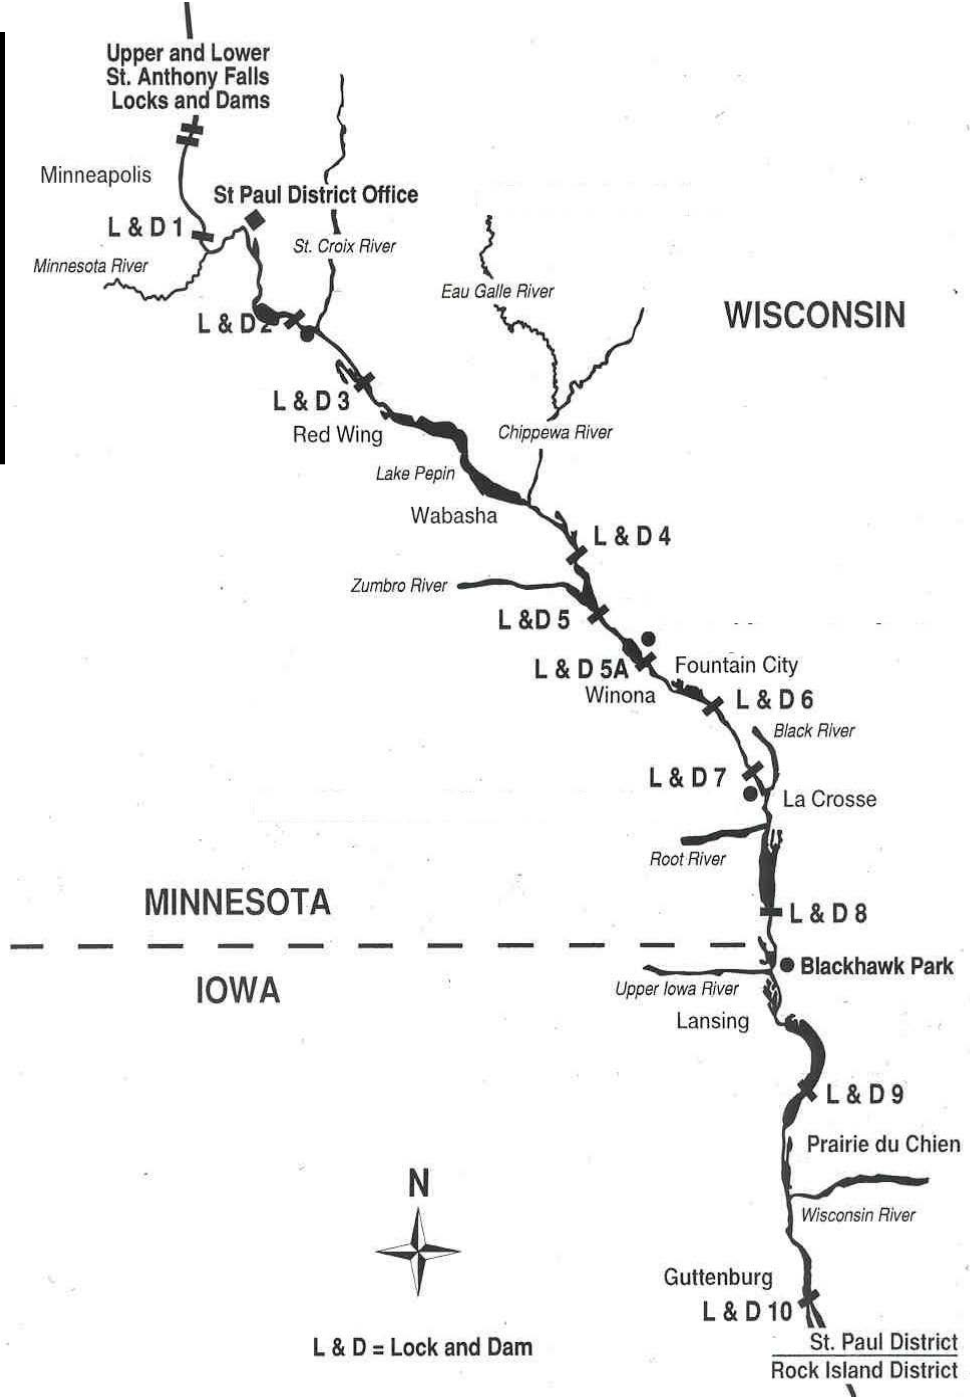 Upper and Lower
St. Anthony Falls
Locks and Dams
Minneapolis
St Paul District Office
L & D 1
St. Croix River
Minnesota River
Eau Galle River
WISCONSIN
L & D 2
L & D 3
Red Wing
Chippewa River
Lake Pepin
Wabasha
L & D 4
Zumbro River
L &D 5
L & D 5A
Fountain City
Winona
L & D 6
Black River
L & D 7
La Crosse
Root River
MINNESOTA
L & D 8
IOWA
Blackhawk Park
Upper Iowa River
Lansing
L & D 9
Prairie du Chien
N
Wisconsin River
Guttenburg
L & D 10
L & D = Lock and Dam
St. Paul District
Rock Island District